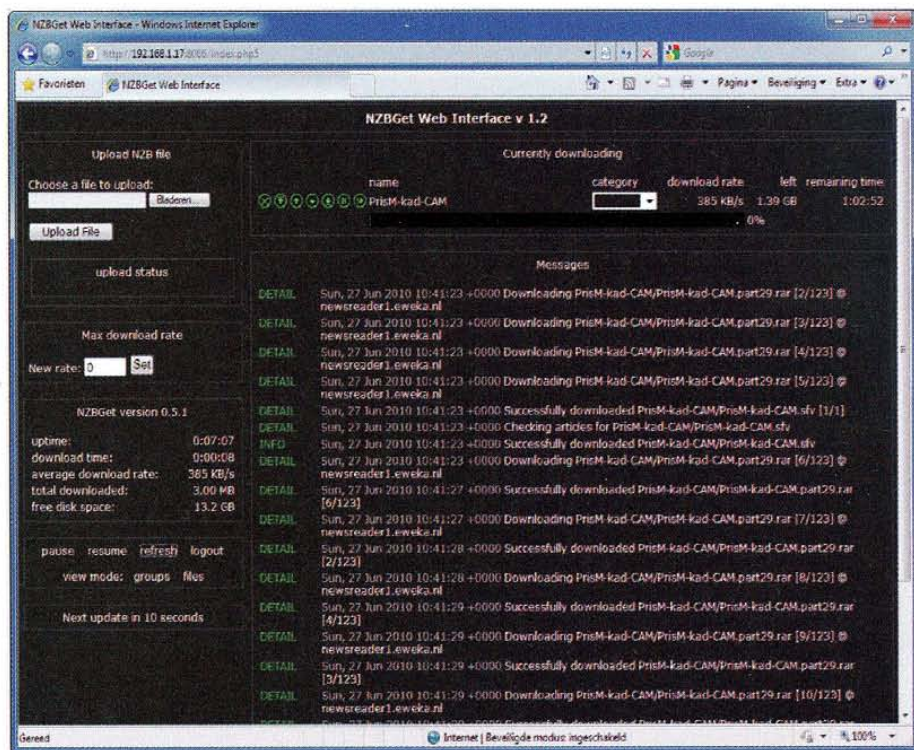 NZBGet Web Interface - Windows Internet Explorer
http://192.168.1.17:8066/index.php5
Google
Favorieten
NZBGet Web Interface
Pagina
Beveiliging
Extra
NZBGet Web Interface v 1.2
Upload NZB file
Choose a file to upload:
Bladeren...
Upload File
upload status
Max download rate
New rate: 0 Set
NZBGet version 0.5.1
uptime: 0:07:07
download time: 0:00:08
average download rate: 385 KB/s
total downloaded: 3.00 MB
free disk space: 13.2 GB
pause resume refresh logout
view mode: groups files
Next update in 10 seconds
Currently downloading
name category download rate left remaining time
PrisM-kad-CAM 385 KB/s 1.39 GB 1:02:52
0%
Messages
DETAIL Sun, 27 Jun 2010 10:41:23 +0000 Downloading PrisM-kad-CAM/PrisM-kad-CAM.part29.rar [2/123] @
newsreader1.eweka.nl
DETAIL Sun, 27 Jun 2010 10:41:23 +0000 Downloading PrisM-kad-CAM/PrisM-kad-CAM.part29.rar [3/123] @
newsreader1.eweka.nl
DETAIL Sun, 27 Jun 2010 10:41:23 +0000 Downloading PrisM-kad-CAM/PrisM-kad-CAM.part29.rar [4/123] @
newsreader1.eweka.nl
DETAIL Sun, 27 Jun 2010 10:41:23 +0000 Downloading PrisM-kad-CAM/PrisM-kad-CAM.part29.rar [5/123] @
newsreader1.eweka.nl
DETAIL Sun, 27 Jun 2010 10:41:23 +0000 Successfully downloaded PrisM-kad-CAM/PrisM-kad-CAM.sfv [1/1]
DETAIL Sun, 27 Jun 2010 10:41:23 +0000 Checking articles for PrisM-kad-CAM/PrisM-kad-CAM.sfv
INFO Sun, 27 Jun 2010 10:41:23 +0000 Successfully downloaded PrisM-kad-CAM/PrisM-kad-CAM.sfv
DETAIL Sun, 27 Jun 2010 10:41:23 +0000 Downloading PrisM-kad-CAM/PrisM-kad-CAM.part29.rar [6/123] @
newsreader1.eweka.nl
DETAIL Sun, 27 Jun 2010 10:41:27 +0000 Successfully downloaded PrisM-kad-CAM/PrisM-kad-CAM.part29.rar
[6/123]
DETAIL Sun, 27 Jun 2010 10:41:27 +0000 Downloading PrisM-kad-CAM/PrisM-kad-CAM.part29.rar [7/123] @
newsreader1.eweka.nl
DETAIL Sun, 27 Jun 2010 10:41:28 +0000 Successfully downloaded PrisM-kad-CAM/PrisM-kad-CAM.part29.rar
[2/123]
DETAIL Sun, 27 Jun 2010 10:41:28 +0000 Downloading PrisM-kad-CAM/PrisM-kad-CAM.part29.rar [8/123] @
newsreader1.eweka.nl
DETAIL Sun, 27 Jun 2010 10:41:29 +0000 Successfully downloaded PrisM-kad-CAM/PrisM-kad-CAM.part29.rar
[4/123]
DETAIL Sun, 27 Jun 2010 10:41:29 +0000 Downloading PrisM-kad-CAM/PrisM-kad-CAM.part29.rar [9/123] @
newsreader1.eweka.nl
DETAIL Sun, 27 Jun 2010 10:41:29 +0000 Successfully downloaded PrisM-kad-CAM/PrisM-kad-CAM.part29.rar
[3/123]
DETAIL Sun, 27 Jun 2010 10:41:29 +0000 Downloading PrisM-kad-CAM/PrisM-kad-CAM.part29.rar [10/123] @
newsreader1.eweka.nl
Gereed
Internet | Beveiligde modus: ingeschakeld
100%